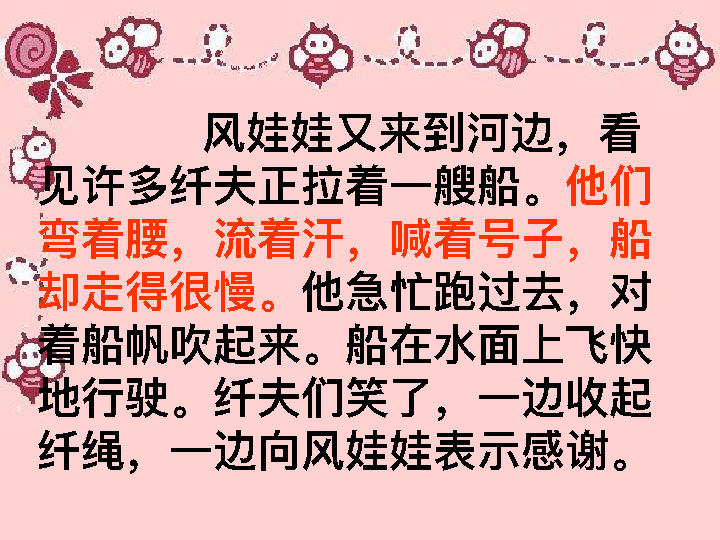 风娃娃又来到河边，看
见许多纤夫正拉着一艘船。他们
弯着腰，流着汗，喊着号子，船
却走得很慢。他急忙跑过去，对
着船帆吹起来。船在水面上飞快
地行驶。纤夫们笑了，一边收起
纤绳，一边向风娃娃表示感谢。